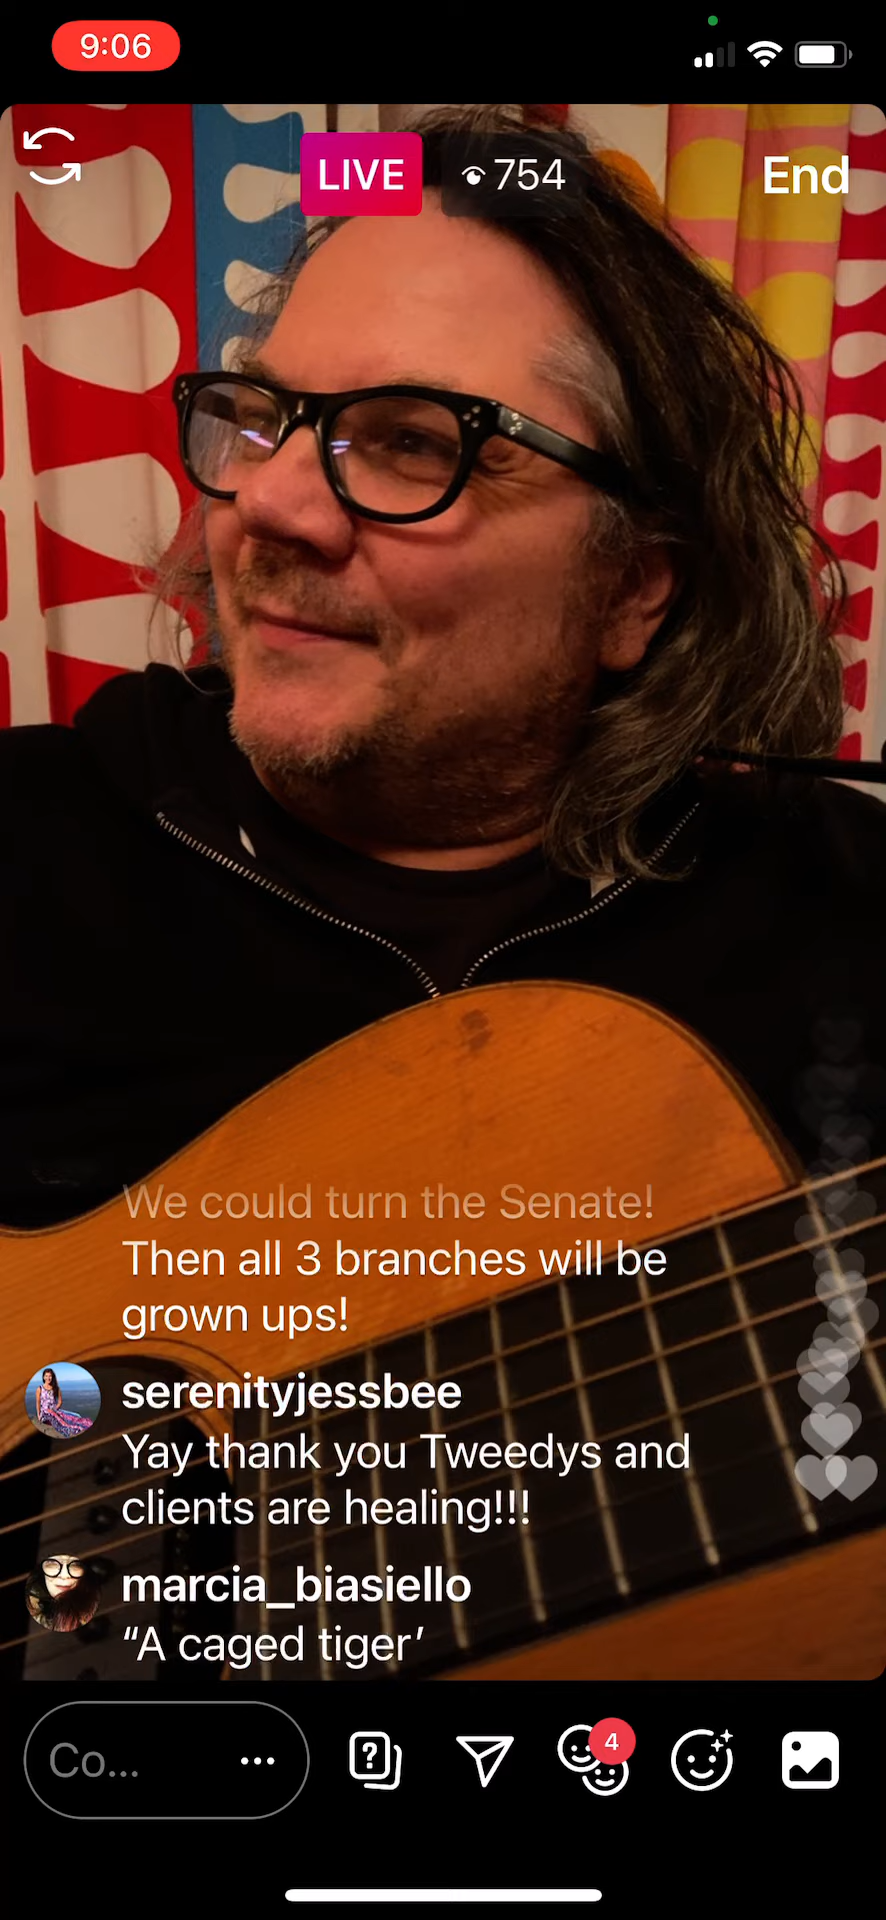 9:06
LIVE
754
End
We could turn the Senate!
Then all 3 branches will be
grown ups!
serenityjessbee
Yay thank you Tweedys and
clients are healing!!!
marcia_biasiello
“A caged tiger’
Co...
4